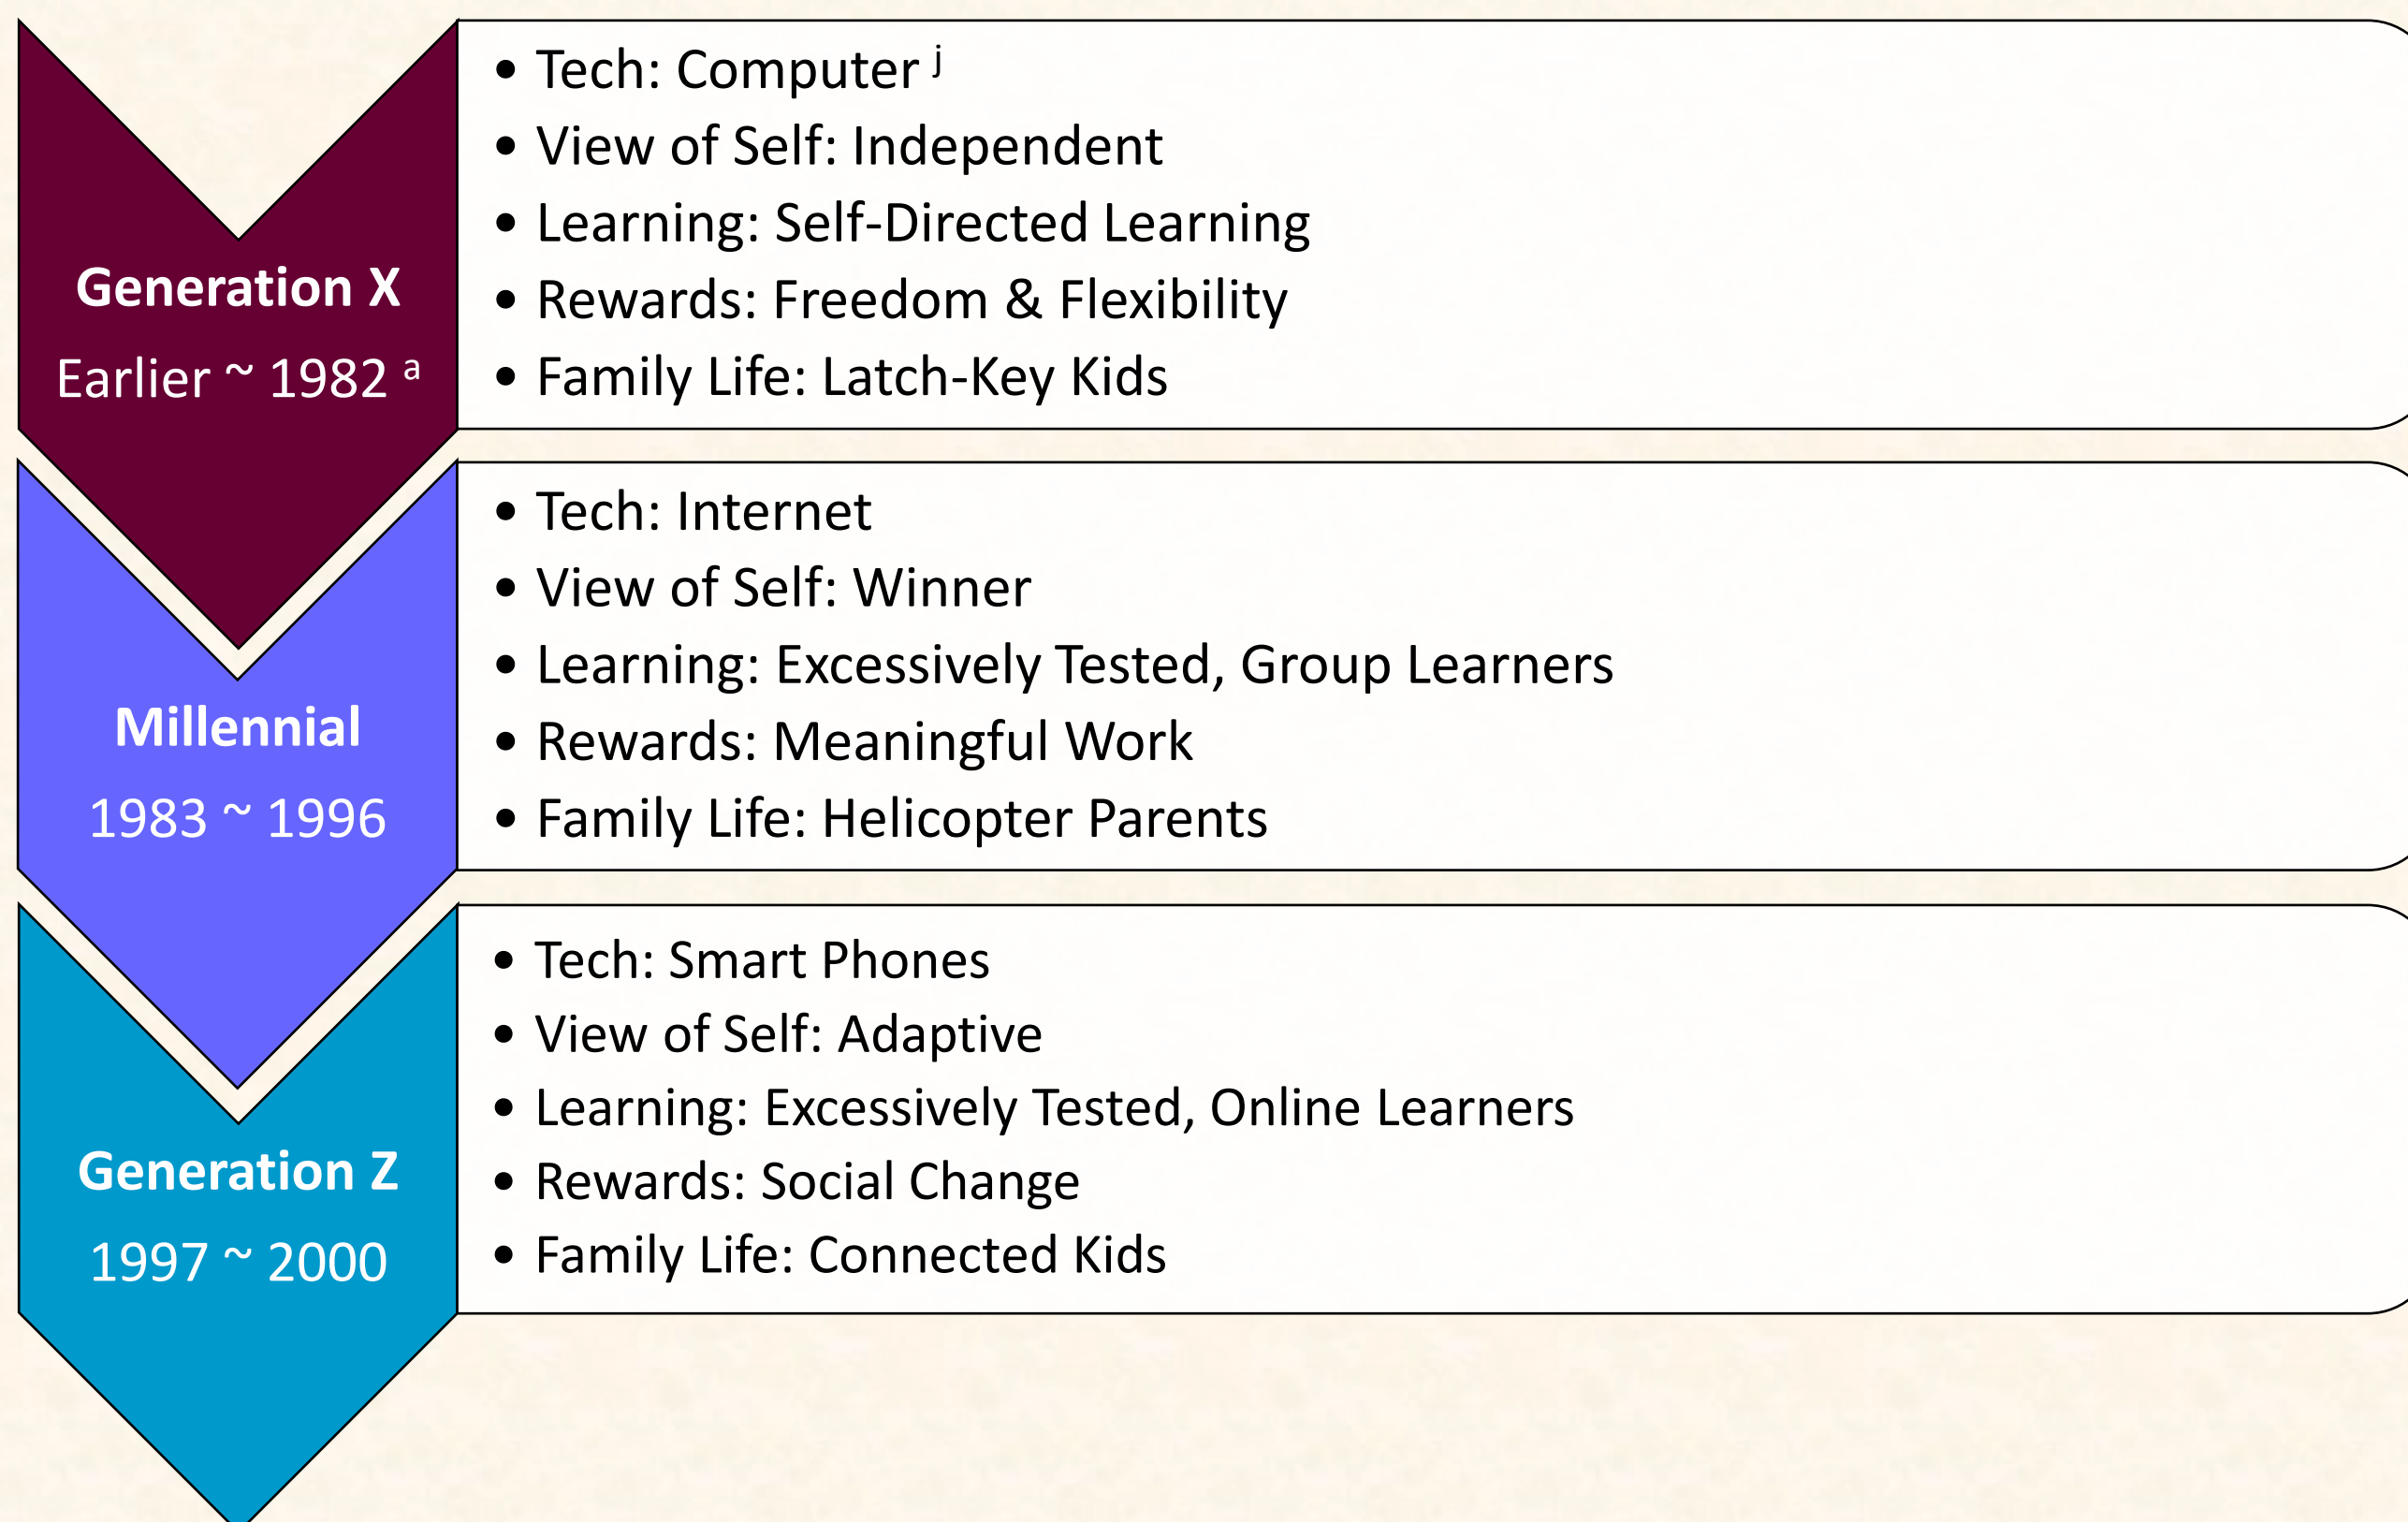 Generation X
Earlier ~ 1982 a
• Tech: Computer j
• View of Self: Independent
• Learning: Self-Directed Learning
• Rewards: Freedom & Flexibility
• Family Life: Latch-Key Kids
Millennial
1983 ~ 1996
• Tech: Internet
• View of Self: Winner
• Learning: Excessively Tested, Group Learners
• Rewards: Meaningful Work
• Family Life: Helicopter Parents
Generation Z
1997 ~ 2000
• Tech: Smart Phones
• View of Self: Adaptive
• Learning: Excessively Tested, Online Learners
• Rewards: Social Change
• Family Life: Connected Kids